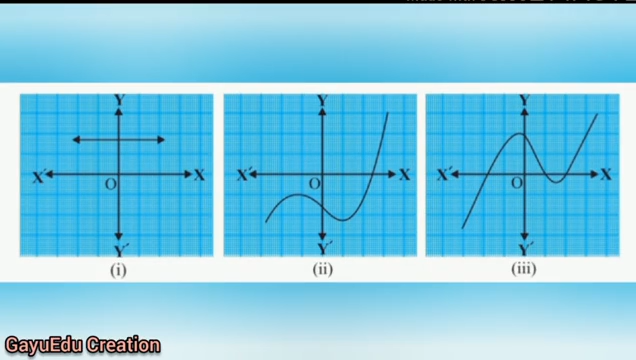 Y Y Y
X′ O X X′ O X X′ O X
Y′ Y′ Y′
(i) (ii) (iii)
GayuEdu Creation